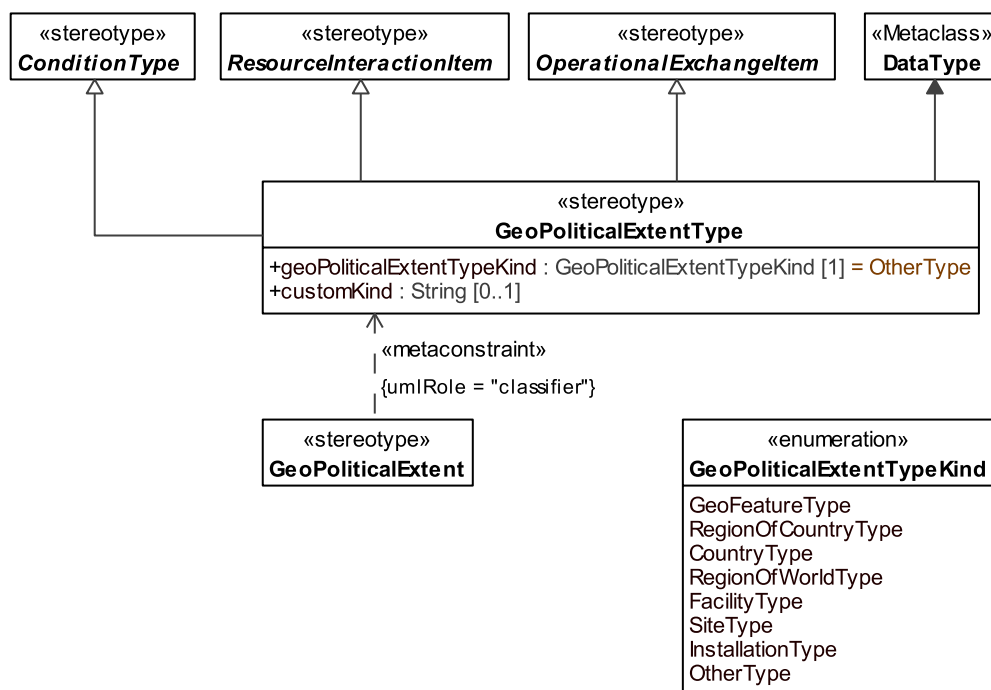 «stereotype»
ConditionType
«stereotype»
ResourceInteractionItem
«stereotype»
OperationalExchangeItem
«Metaclass»
DataType
«stereotype»
GeoPoliticalExtentType
+geoPoliticalExtentTypeKind : GeoPoliticalExtentTypeKind [1] = OtherType
+customKind : String [0..1]
«metaconstraint»
{umlRole = "classifier"}
«stereotype»
GeoPoliticalExtent
«enumeration»
GeoPoliticalExtentTypeKind
GeoFeatureType
RegionOfCountryType
CountryType
RegionOfWorldType
FacilityType
SiteType
InstallationType
OtherType